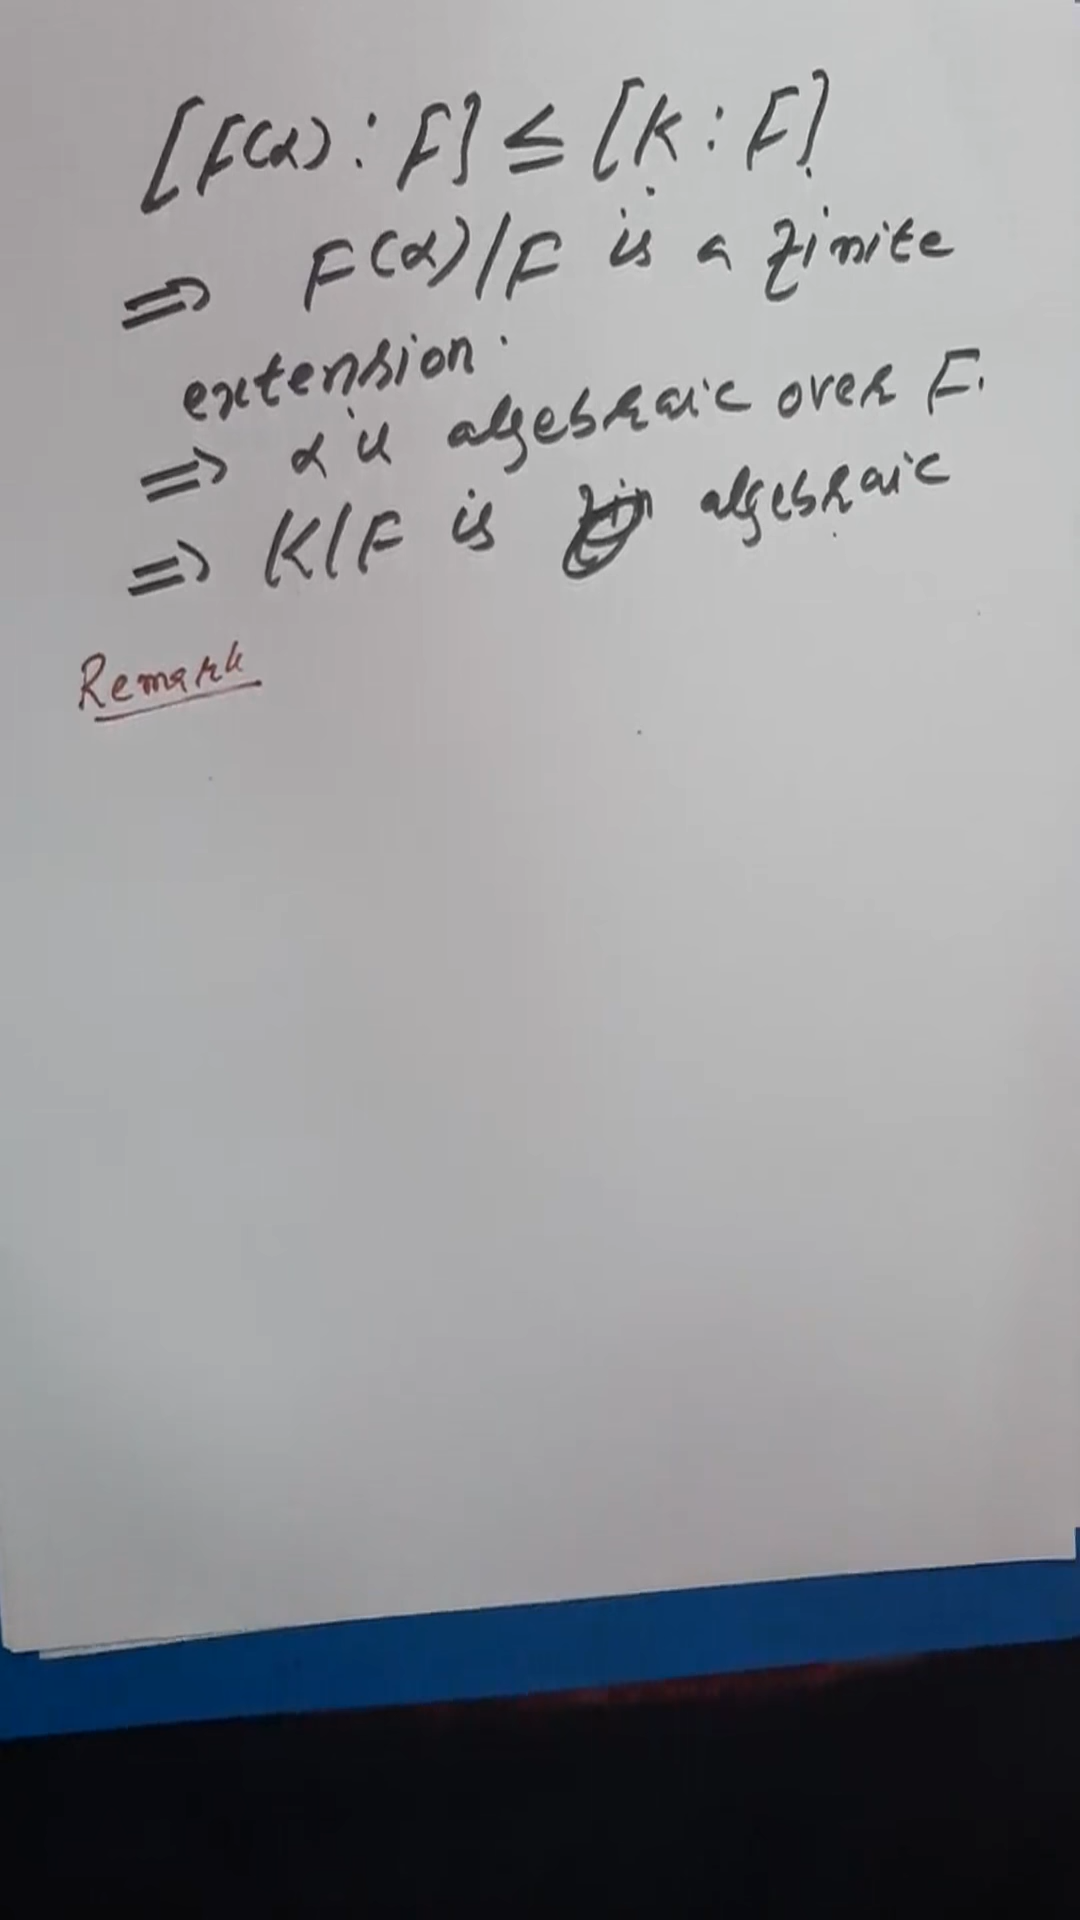 [F(α) : F] ≤ [K : F]
⇒ F(α)/F is a finite
extension.
⇒ α is algebraic over F.
⇒ K/F is algebraic
Remark